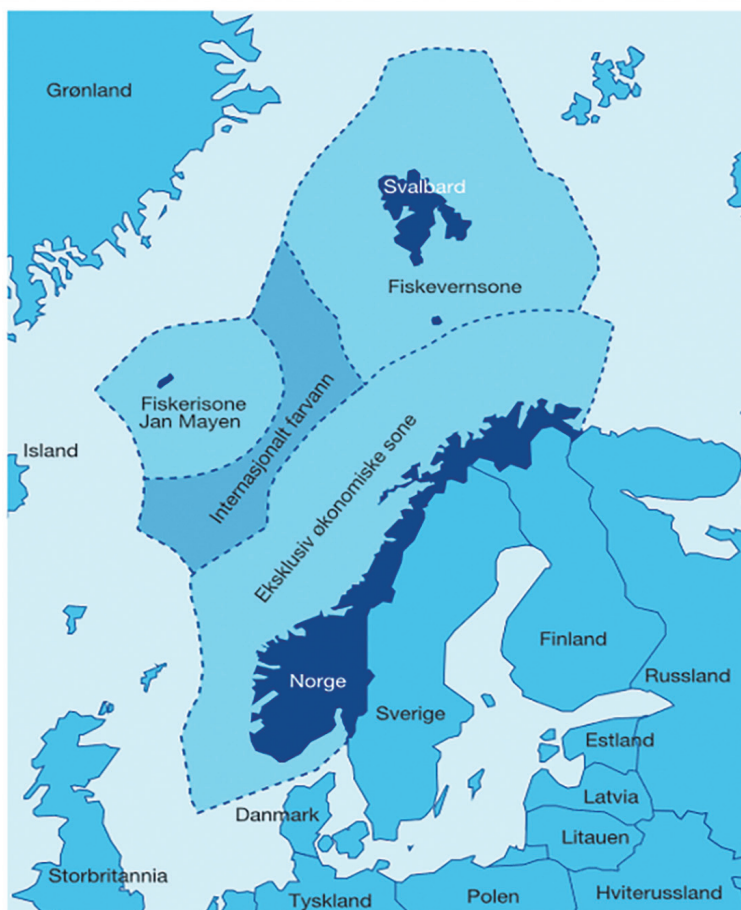 Grønland
Svalbard
Fiskevernsone
Fiskerisone
Jan Mayen
Internasjonalt farvann
Island
Eksklusiv økonomiske sone
Finland
Norge
Russland
Sverige
Estland
Latvia
Danmark
Litauen
Storbritannia
Tyskland
Polen
Hviterussland